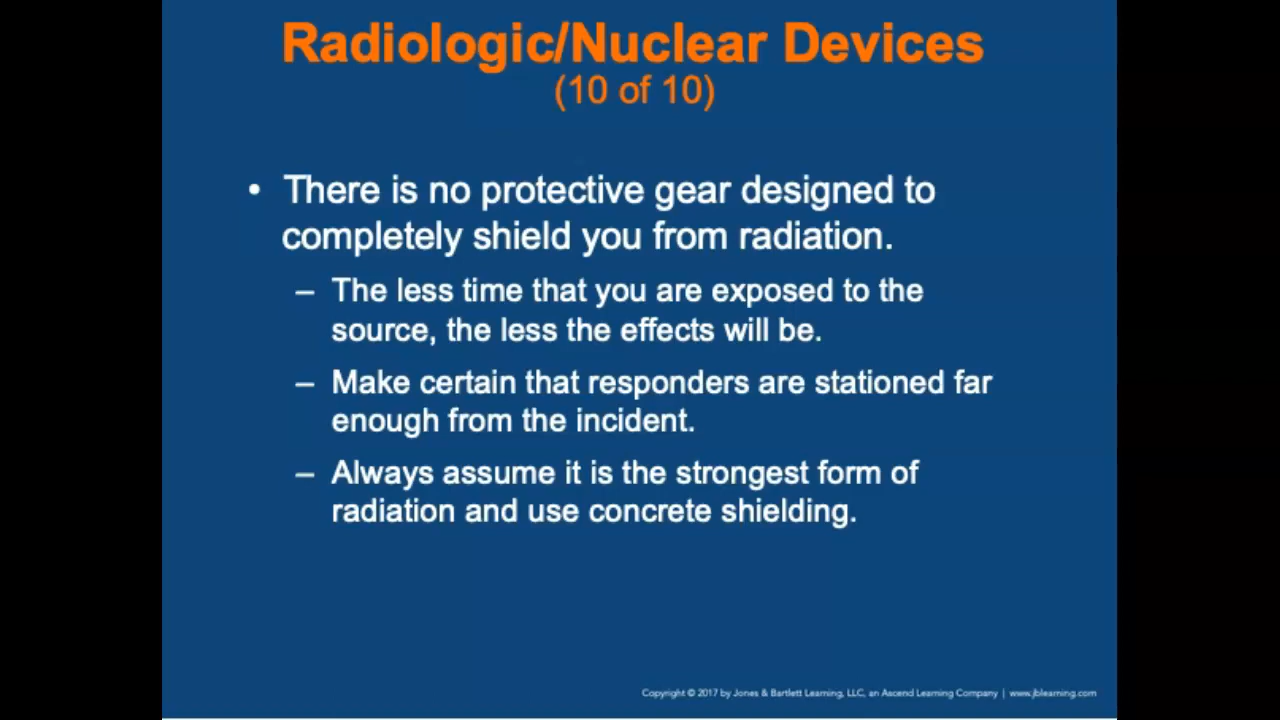 Radiologic/Nuclear Devices
(10 of 10)
• There is no protective gear designed to
completely shield you from radiation.
– The less time that you are exposed to the
source, the less the effects will be.
– Make certain that responders are stationed far
enough from the incident.
– Always assume it is the strongest form of
radiation and use concrete shielding.
Copyright © 2017 by Jones & Bartlett Learning, LLC, an Ascend Learning Company | www.jblearning.com